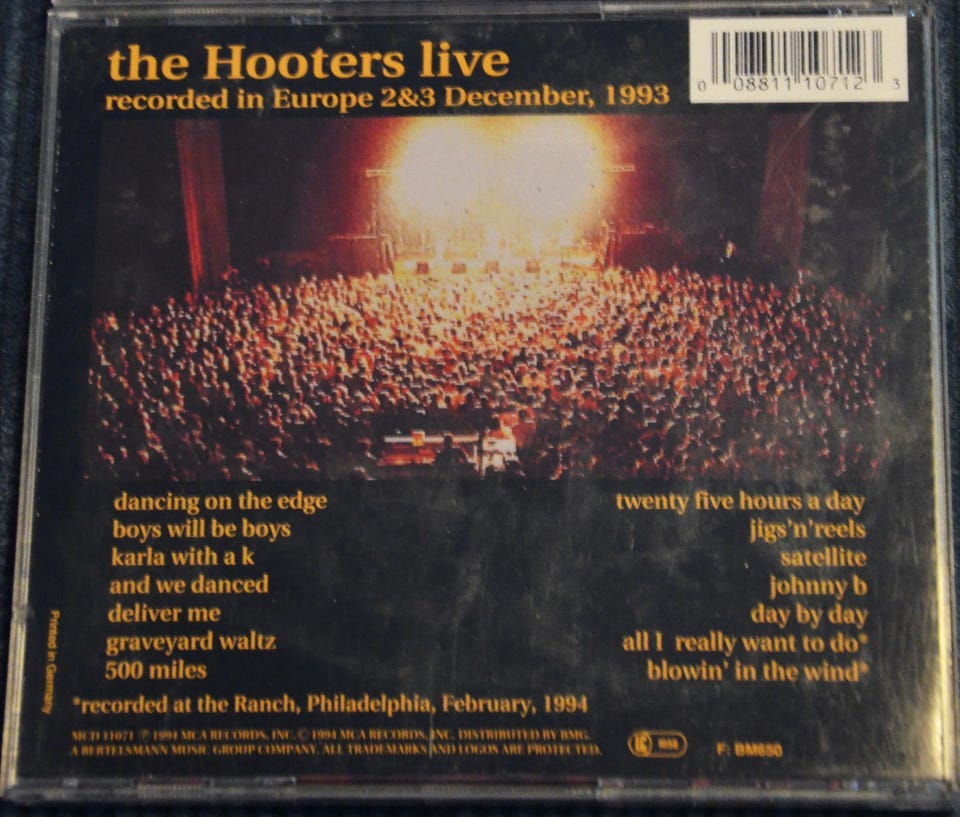 the Hooters live
recorded in Europe 2&3 December, 1993
0 08811 10712 3
dancing on the edge
boys will be boys
karla with a k
and we danced
deliver me
graveyard waltz
500 miles
twenty five hours a day
jigs'n'reels
satellite
johnny b
day by day
all I really want to do*
blowin' in the wind*
*recorded at the Ranch, Philadelphia, February, 1994
MCD 11071 ℗ 1994 MCA RECORDS, INC. © 1994 MCA RECORDS, INC. DISTRIBUTED BY BMG.
A BERTELSMANN MUSIC GROUP COMPANY. ALL TRADEMARKS AND LOGOS ARE PROTECTED.
F: BM650
Printed in Germany